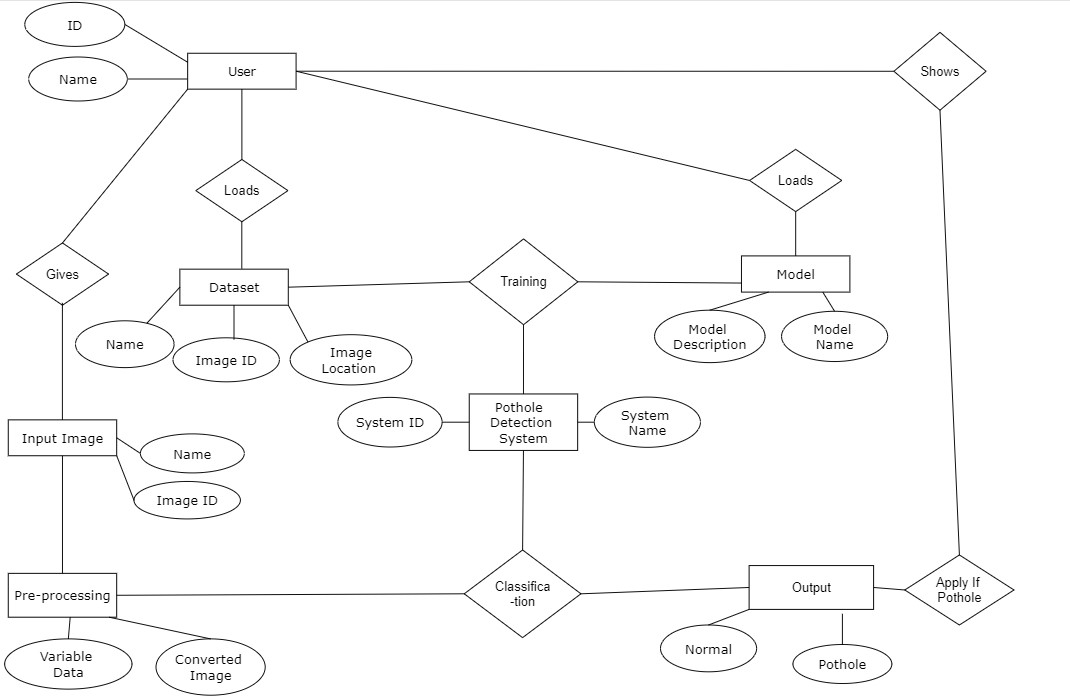 ID
Name
User
Shows
Loads
Loads
Gives
Training
Model
Dataset
Name
Image ID
Image
Location
Model
Description
Model
Name
System ID
Pothole
Detection
System
System
Name
Input Image
Name
Image ID
Pre-processing
Classifica
-tion
Output
Apply If
Pothole
Variable
Data
Converted
Image
Normal
Pothole